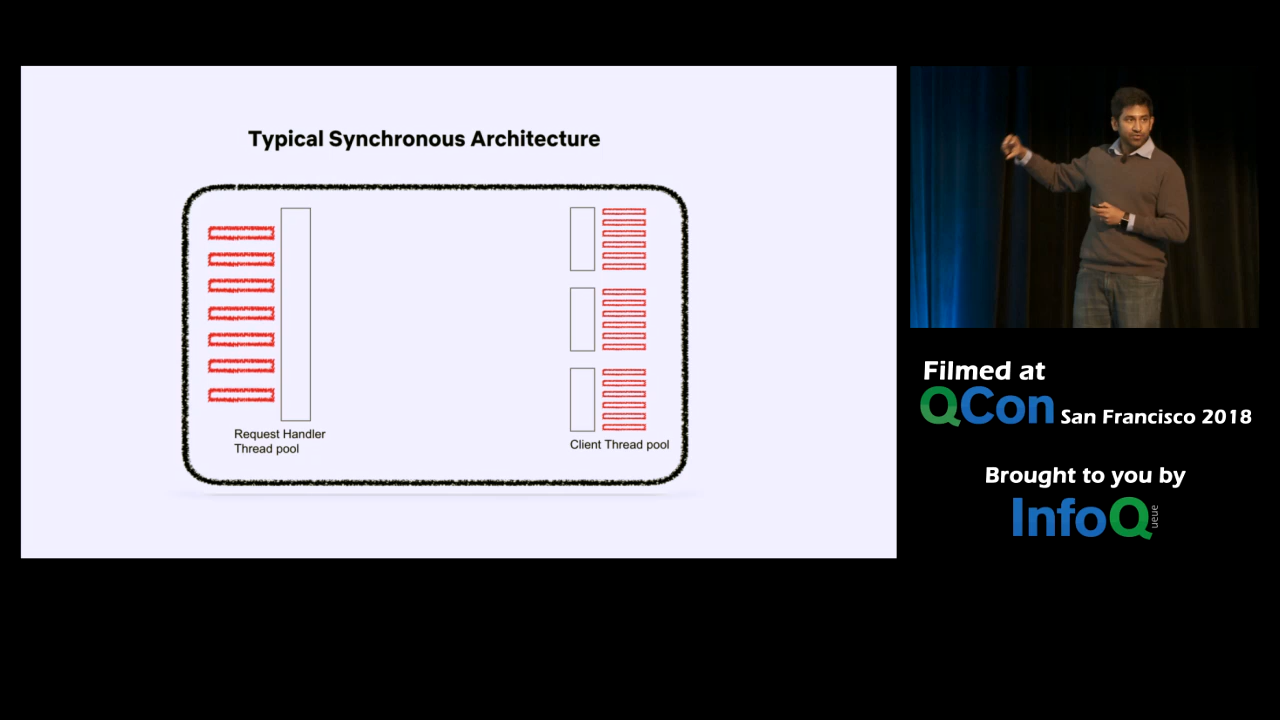 Typical Synchronous Architecture
Request Handler
Thread pool
Client Thread pool
Filmed at
QCon San Francisco 2018
Brought to you by
InfoQueue